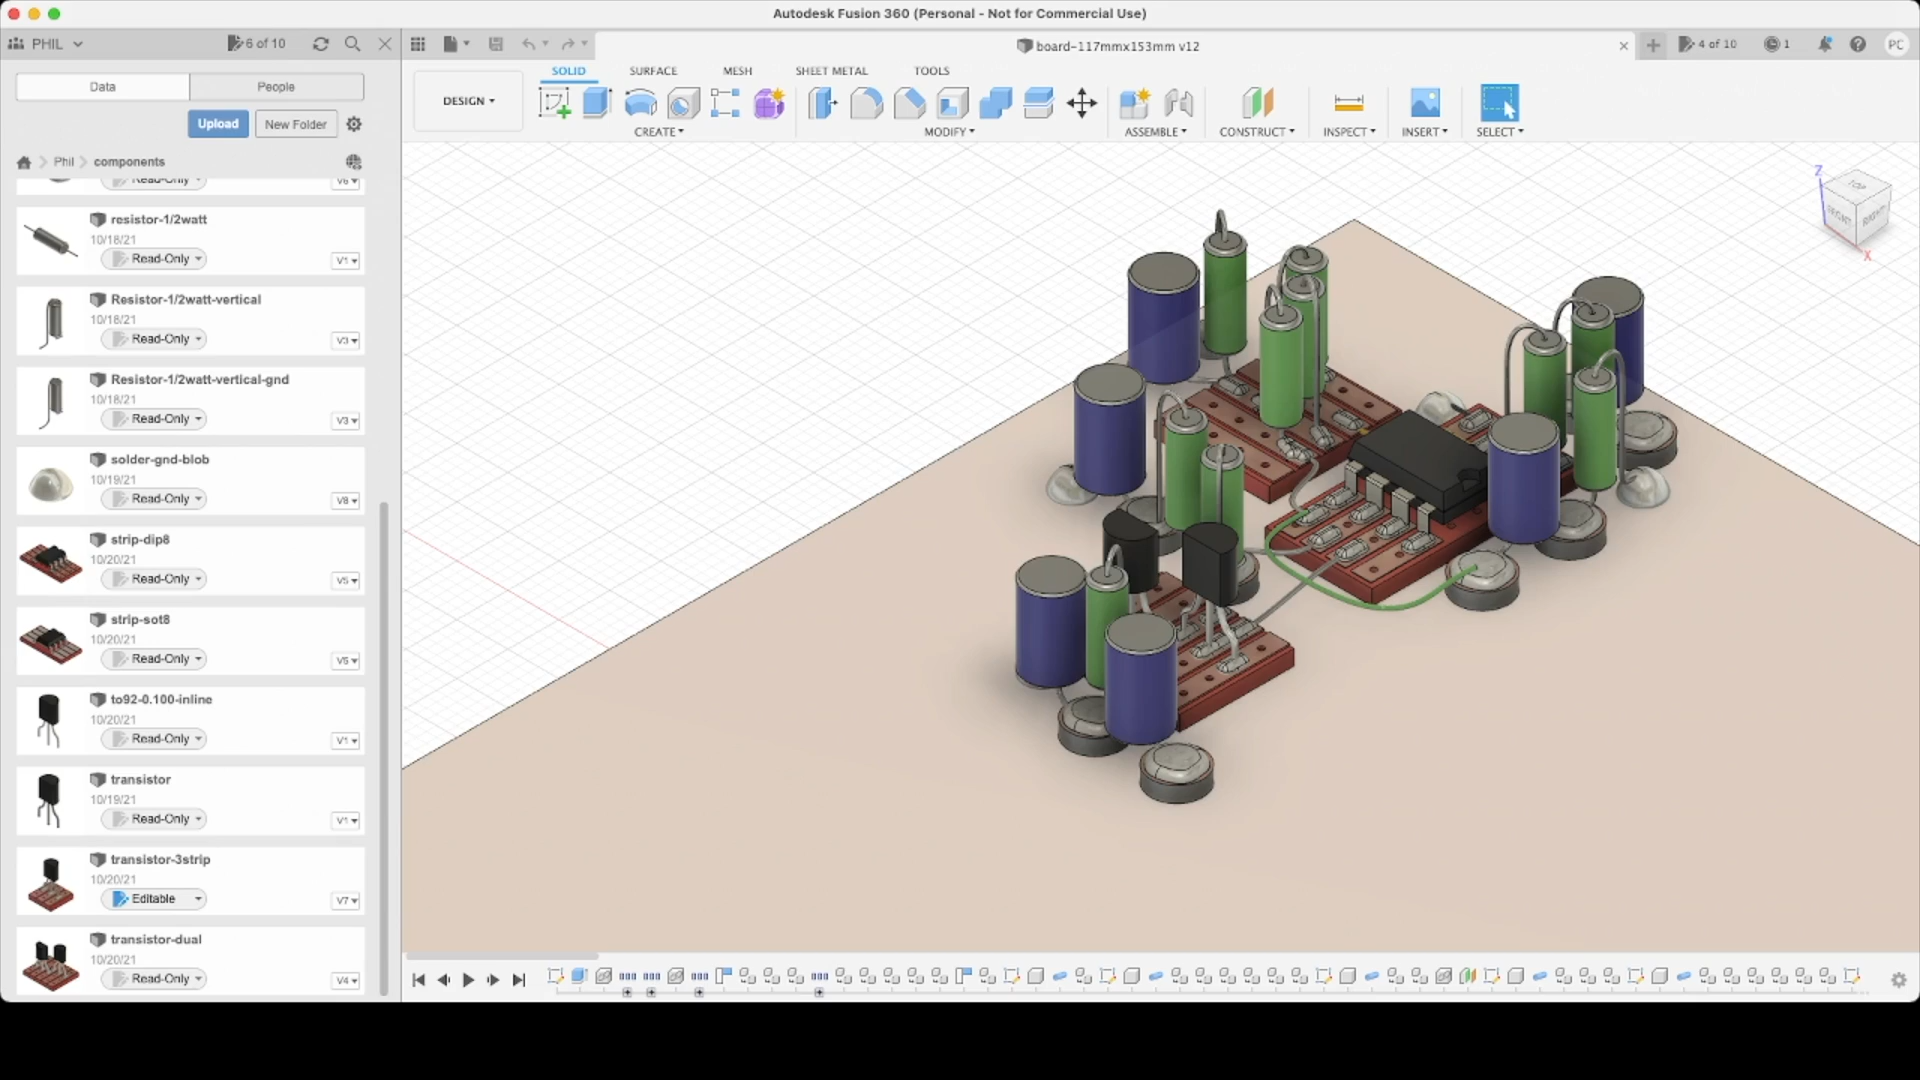 Autodesk Fusion 360 (Personal - Not for Commercial Use)
PHIL
6 of 10
board-117mmx153mm v12
4 of 10
1
PC
Data
People
SOLID
SURFACE
MESH
SHEET METAL
TOOLS
DESIGN
Upload
New Folder
CREATE
MODIFY
ASSEMBLE
CONSTRUCT
INSPECT
INSERT
SELECT
Phil
components
Read-Only
V6
Z
TOP
FRONT
RIGHT
X
resistor-1/2watt
10/18/21
Read-Only
V1
Resistor-1/2watt-vertical
10/18/21
Read-Only
V3
Resistor-1/2watt-vertical-gnd
10/18/21
Read-Only
V3
solder-gnd-blob
10/19/21
Read-Only
V8
strip-dip8
10/20/21
Read-Only
V5
strip-sot8
10/20/21
Read-Only
V5
to92-0.100-inline
10/20/21
Read-Only
V1
transistor
10/19/21
Read-Only
V1
transistor-3strip
10/20/21
Editable
V7
transistor-dual
10/20/21
Read-Only
V4